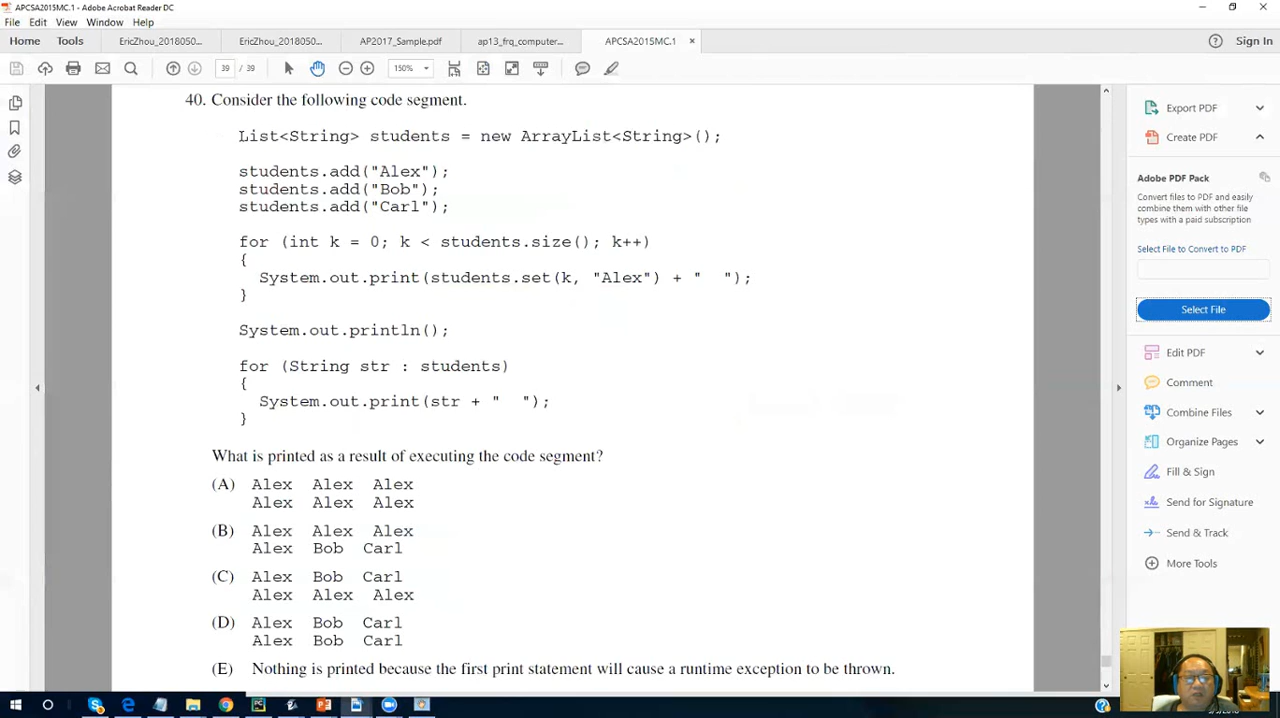 APCSA2015MC.1 - Adobe Acrobat Reader DC
File Edit View Window Help
Home Tools EricZhou_2018050... EricZhou_2018050... AP2017_Sample.pdf ap13_frq_computer... APCSA2015MC.1 × Sign In
39 / 39 150%
40. Consider the following code segment.
List<String> students = new ArrayList<String>();
students.add("Alex");
students.add("Bob");
students.add("Carl");
for (int k = 0; k < students.size(); k++)
{
System.out.print(students.set(k, "Alex") + "  ");
}
System.out.println();
for (String str : students)
{
System.out.print(str + "  ");
}
What is printed as a result of executing the code segment?
(A) Alex Alex Alex
Alex Alex Alex
(B) Alex Alex Alex
Alex Bob Carl
(C) Alex Bob Carl
Alex Alex Alex
(D) Alex Bob Carl
Alex Bob Carl
(E) Nothing is printed because the first print statement will cause a runtime exception to be thrown.
Export PDF
Create PDF
Adobe PDF Pack
Convert files to PDF and easily
combine them with other file
types with a paid subscription
Select File to Convert to PDF
Select File
Edit PDF
Comment
Combine Files
Organize Pages
Fill & Sign
Send for Signature
Send & Track
More Tools